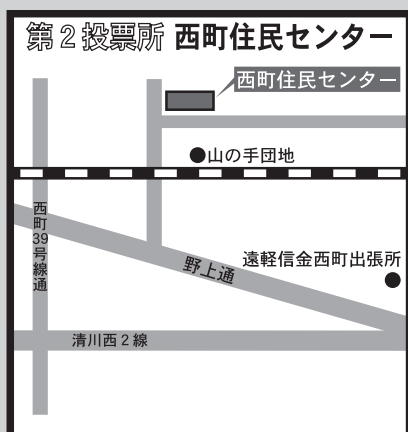 第2投票所 西町住民センター
西町住民センター
山の手団地
西町39号線通
遠軽信金西町出張所
野上通
清川西2線